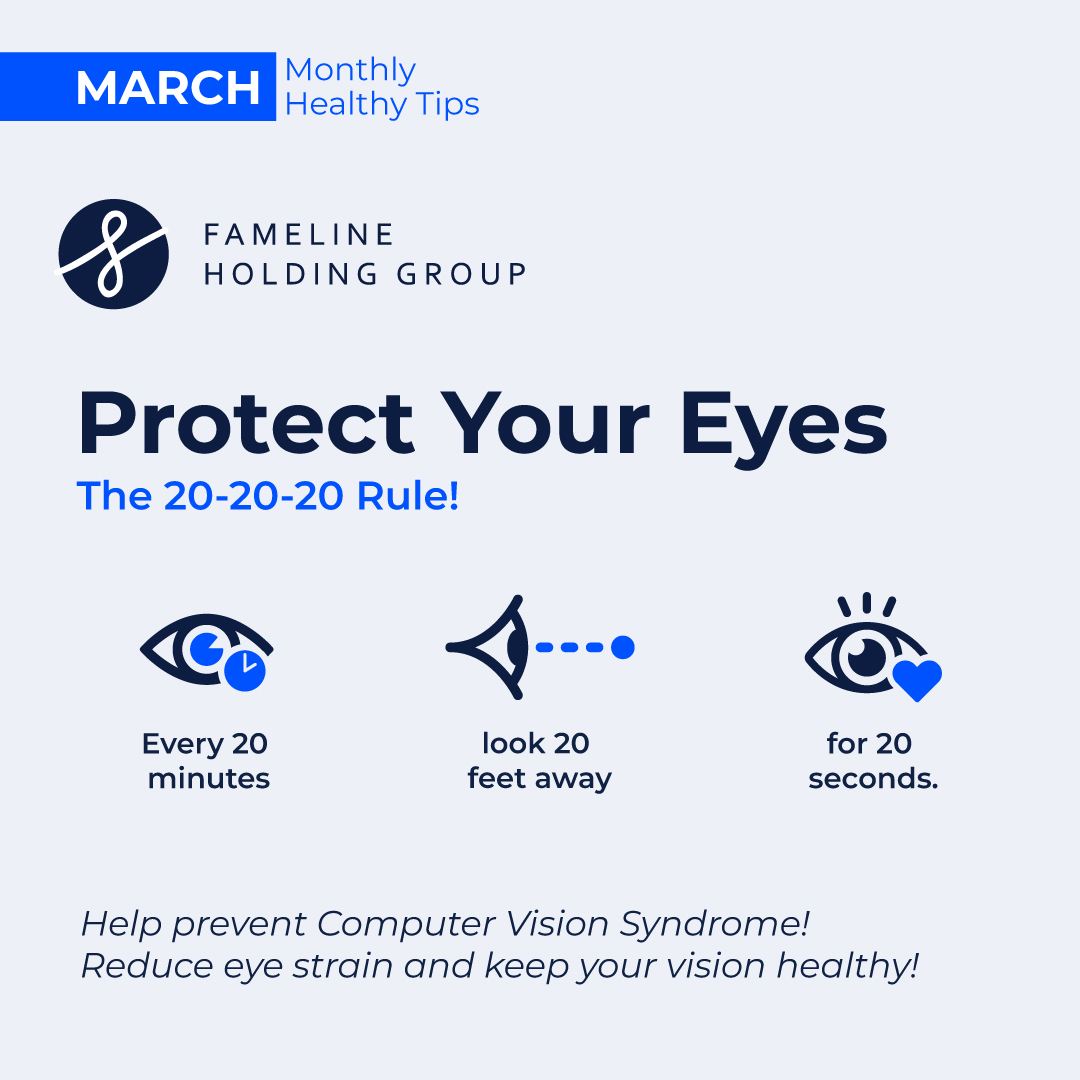 MARCH
Monthly
Healthy Tips
FAMELINE
HOLDING GROUP
Protect Your Eyes
The 20-20-20 Rule!
Every 20
minutes
look 20
feet away
for 20
seconds.
Help prevent Computer Vision Syndrome!
Reduce eye strain and keep your vision healthy!